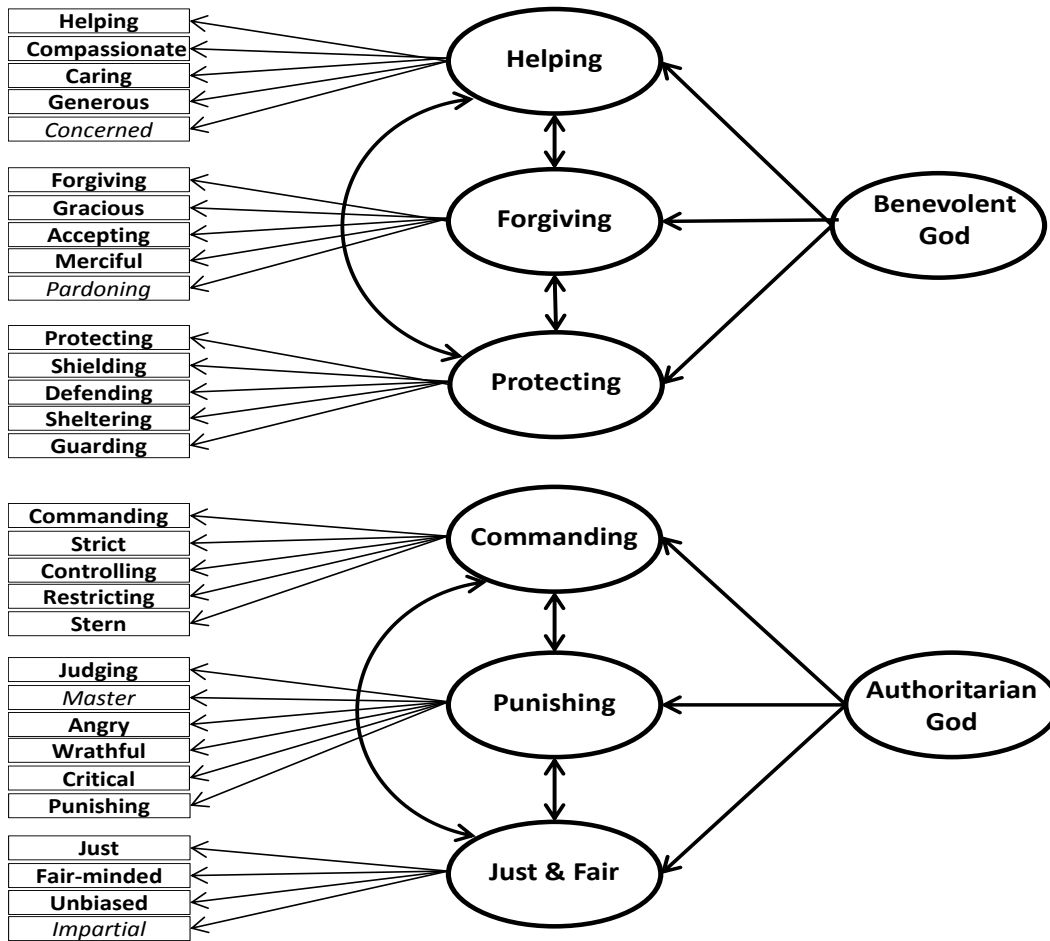 Helping
Compassionate
Caring
Generous
Concerned
Helping
Forgiving
Gracious
Accepting
Merciful
Pardoning
Forgiving
Benevolent
God
Protecting
Shielding
Defending
Sheltering
Guarding
Protecting
Commanding
Strict
Controlling
Restricting
Stern
Commanding
Judging
Master
Angry
Wrathful
Critical
Punishing
Punishing
Authoritarian
God
Just
Fair-minded
Unbiased
Impartial
Just & Fair